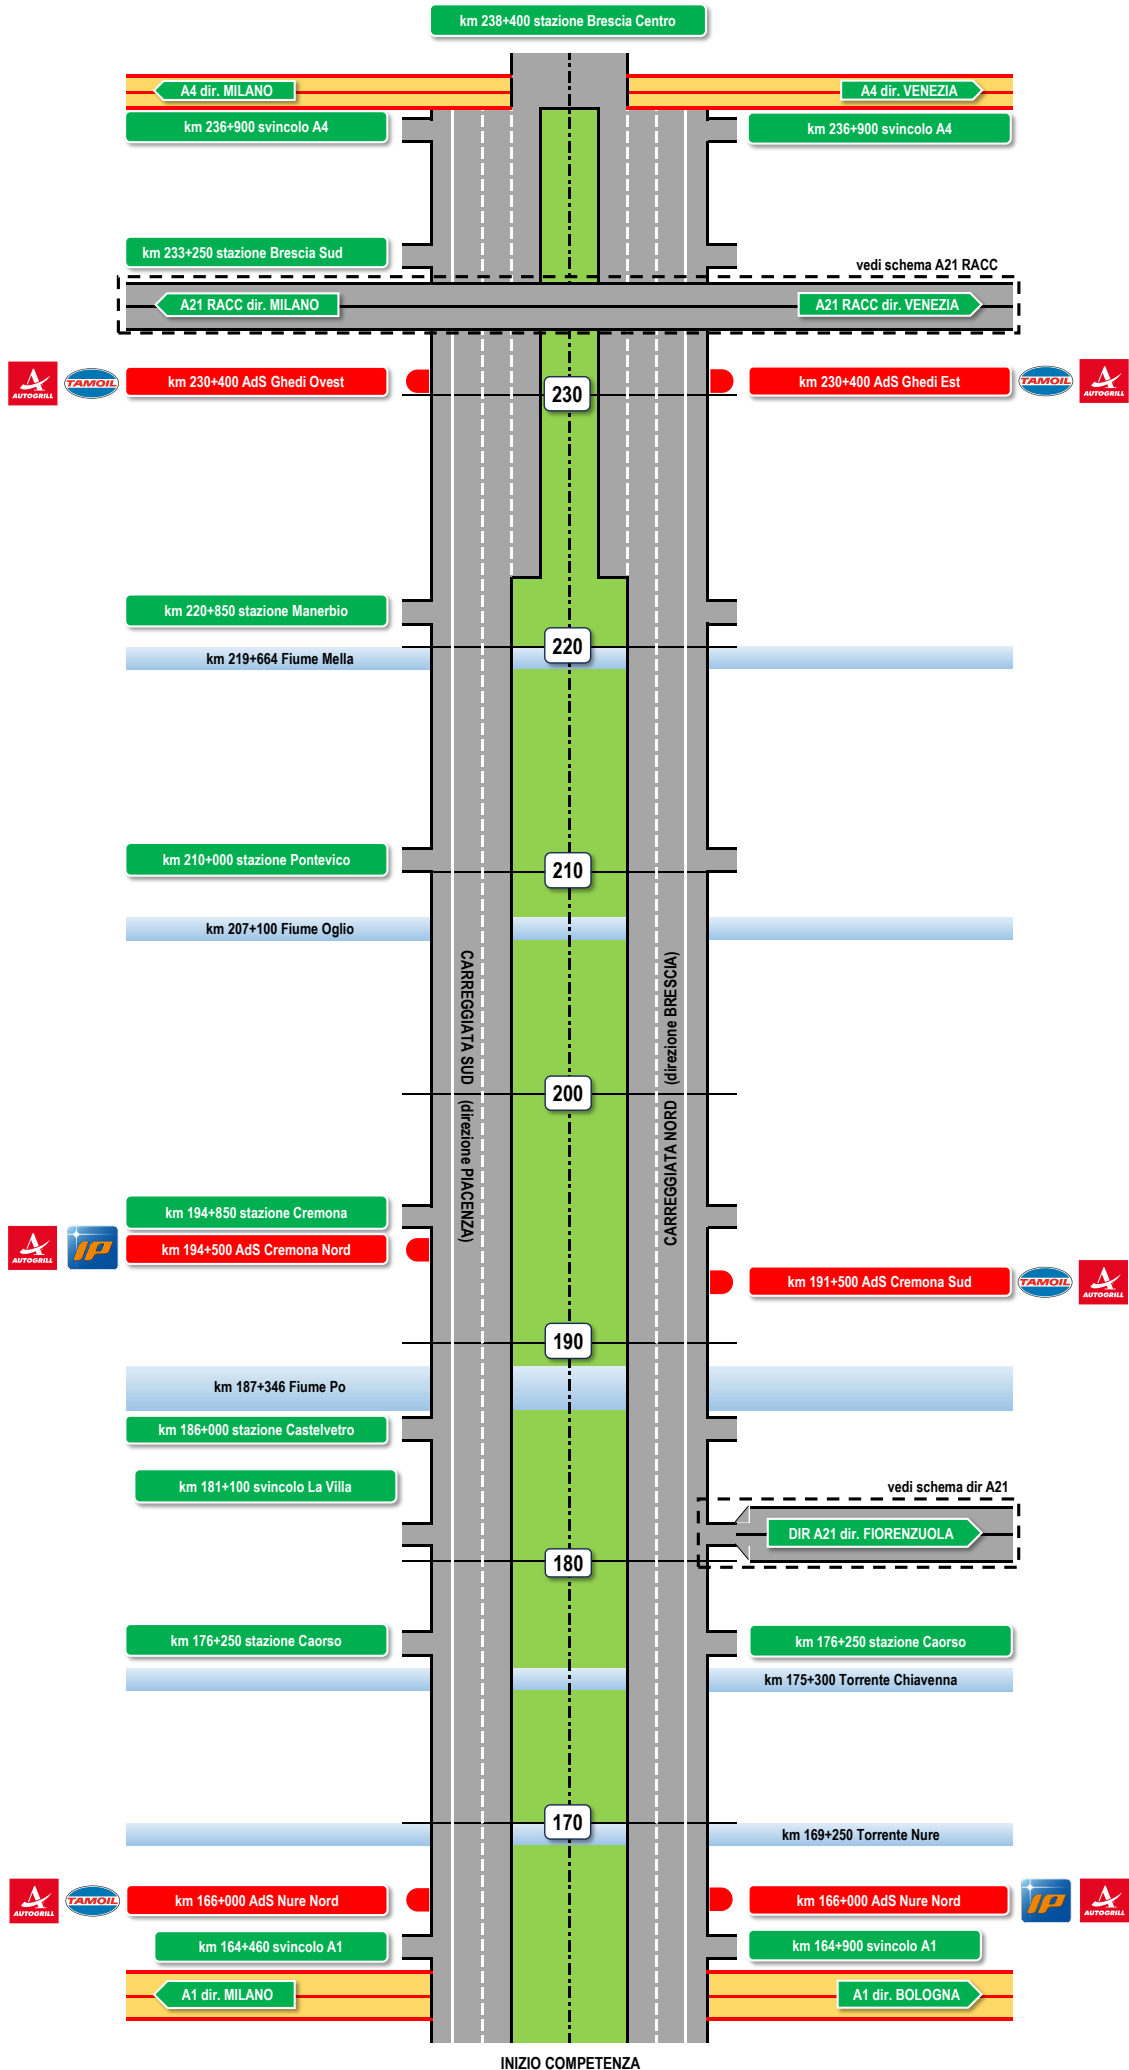 km 238+400 stazione Brescia Centro
A4 dir. MILANO
A4 dir. VENEZIA
km 236+900 svincolo A4
km 236+900 svincolo A4
km 233+250 stazione Brescia Sud
vedi schema A21 RACC
A21 RACC dir. MILANO
A21 RACC dir. VENEZIA
AUTOGRILL
TAMOIL
km 230+400 AdS Ghedi Ovest
230
km 230+400 AdS Ghedi Est
TAMOIL
AUTOGRILL
km 220+850 stazione Manerbio
220
km 219+664 Fiume Mella
km 210+000 stazione Pontevico
210
km 207+100 Fiume Oglio
CARREGGIATA SUD (direzione PIACENZA)
CARREGGIATA NORD (direzione BRESCIA)
200
km 194+850 stazione Cremona
AUTOGRILL
IP
km 194+500 AdS Cremona Nord
km 191+500 AdS Cremona Sud
TAMOIL
AUTOGRILL
190
km 187+346 Fiume Po
km 186+000 stazione Castelvetro
km 181+100 svincolo La Villa
vedi schema dir A21
DIR A21 dir. FIORENZUOLA
180
km 176+250 stazione Caorso
km 176+250 stazione Caorso
km 175+300 Torrente Chiavenna
170
km 169+250 Torrente Nure
AUTOGRILL
TAMOIL
km 166+000 AdS Nure Nord
km 166+000 AdS Nure Nord
IP
AUTOGRILL
km 164+460 svincolo A1
km 164+900 svincolo A1
A1 dir. MILANO
A1 dir. BOLOGNA
INIZIO COMPETENZA